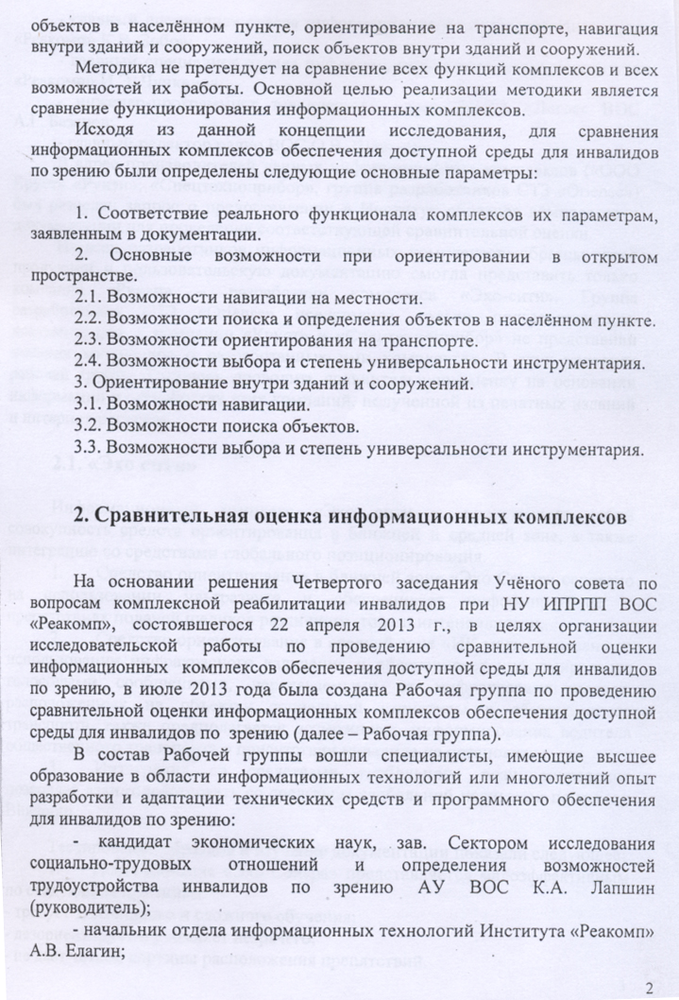 объектов в населённом пункте, ориентирование на транспорте, навигация
внутри зданий и сооружений, поиск объектов внутри зданий и сооружений.
Методика не претендует на сравнение всех функций комплексов и всех
возможностей их работы. Основной целью реализации методики является
сравнение функционирования информационных комплексов.
Исходя из данной концепции исследования, для сравнения
информационных комплексов обеспечения доступной среды для инвалидов
по зрению были определены следующие основные параметры:
1. Соответствие реального функционала комплексов их параметрам,
заявленным в документации.
2. Основные возможности при ориентировании в открытом
пространстве.
2.1. Возможности навигации на местности.
2.2. Возможности поиска и определения объектов в населённом пункте.
2.3. Возможности ориентирования на транспорте.
2.4. Возможности выбора и степень универсальности инструментария.
3. Ориентирование внутри зданий и сооружений.
3.1. Возможности навигации.
3.2. Возможности поиска объектов.
3.3. Возможности выбора и степень универсальности инструментария.
2. Сравнительная оценка информационных комплексов
На основании решения Четвертого заседания Учёного совета по
вопросам комплексной реабилитации инвалидов при НУ ИПРПП ВОС
«Реакомп», состоявшегося 22 апреля 2013 г., в целях организации
исследовательской работы по проведению сравнительной оценки
информационных комплексов обеспечения доступной среды для инвалидов
по зрению, в июле 2013 года была создана Рабочая группа по проведению
сравнительной оценки информационных комплексов обеспечения доступной
среды для инвалидов по зрению (далее – Рабочая группа).
В состав Рабочей группы вошли специалисты, имеющие высшее
образование в области информационных технологий или многолетний опыт
разработки и адаптации технических средств и программного обеспечения
для инвалидов по зрению:
- кандидат экономических наук, зав. Сектором исследования
социально-трудовых отношений и определения возможностей
трудоустройства инвалидов по зрению АУ ВОС К.А. Лапшин
(руководитель);
- начальник отдела информационных технологий Института «Реакомп»
А.В. Елагин;
2